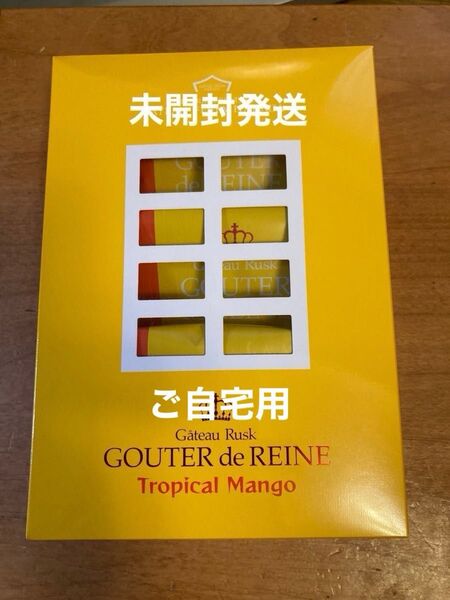 未開封発送
GOUTER
de REINE
Gâteau Rusk
GOUTER
ご自宅用
Gâteau Rusk
GOUTER de REINE
Tropical Mango